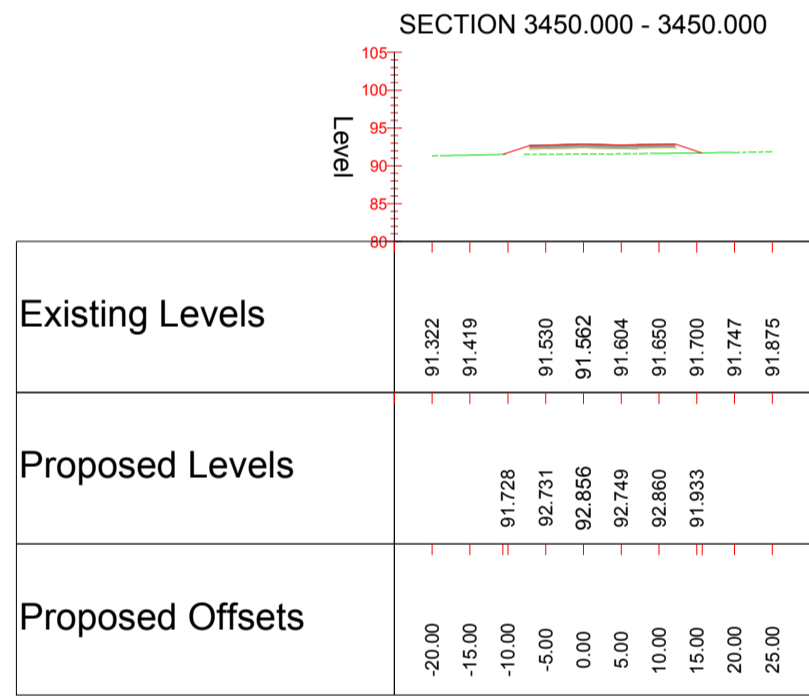 SECTION 3450.000 - 3450.000
105
100
95
90
85
80
Level
Existing Levels
91.322 91.419 91.530 91.562 91.604 91.650 91.700 91.747 91.875
Proposed Levels
91.728 92.731 92.856 92.749 92.860 91.933
Proposed Offsets
-20.00 -15.00 -10.00 -5.00 0.00 5.00 10.00 15.00 20.00 25.00